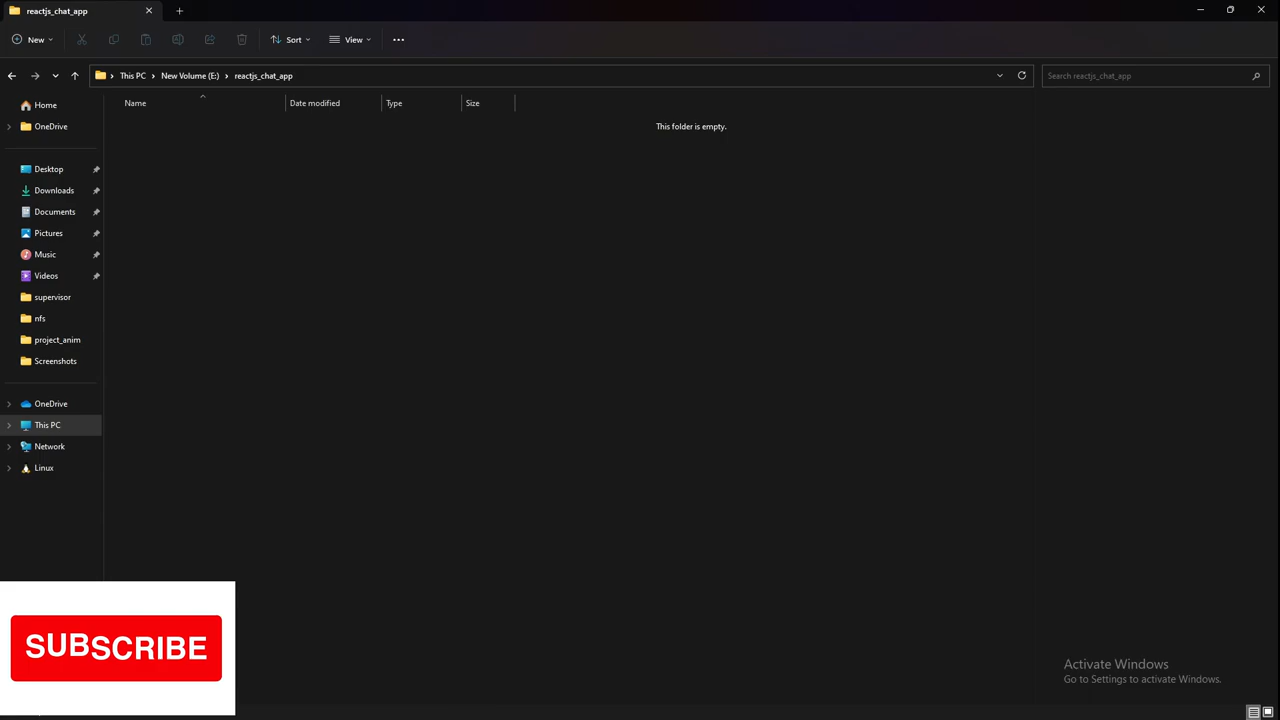 reactjs_chat_app
New
Sort
View
This PC
New Volume (E:)
reactjs_chat_app
Search reactjs_chat_app
Home
OneDrive
Name
Date modified
Type
Size
This folder is empty.
Desktop
Downloads
Documents
Pictures
Music
Videos
supervisor
nfs
project_anim
Screenshots
OneDrive
This PC
Network
Linux
SUBSCRIBE
Activate Windows
Go to Settings to activate Windows.